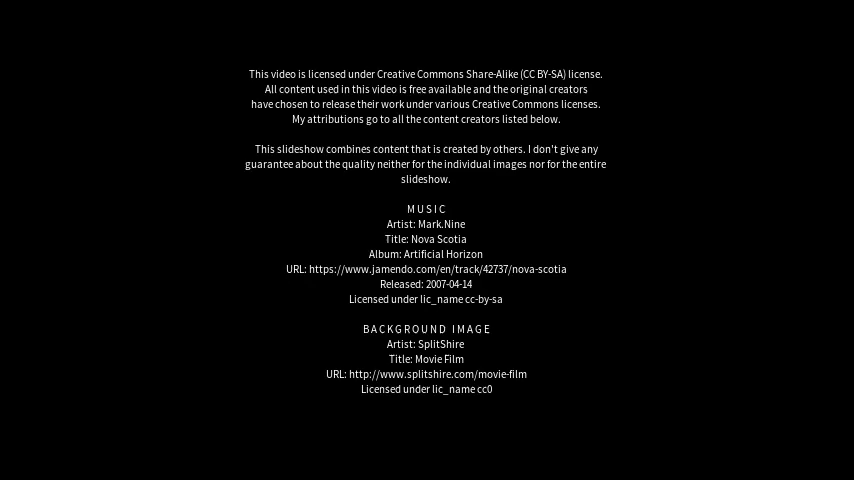 This video is licensed under Creative Commons Share-Alike (CC BY-SA) license.
All content used in this video is free available and the original creators
have chosen to release their work under various Creative Commons licenses.
My attributions go to all the content creators listed below.
This slideshow combines content that is created by others. I don't give any
guarantee about the quality neither for the individual images nor for the entire
slideshow.
MUSIC
Artist: Mark.Nine
Title: Nova Scotia
Album: Artificial Horizon
URL: https://www.jamendo.com/en/track/42737/nova-scotia
Released: 2007-04-14
Licensed under lic_name cc-by-sa
BACKGROUND IMAGE
Artist: SplitShire
Title: Movie Film
URL: http://www.splitshire.com/movie-film
Licensed under lic_name cc0